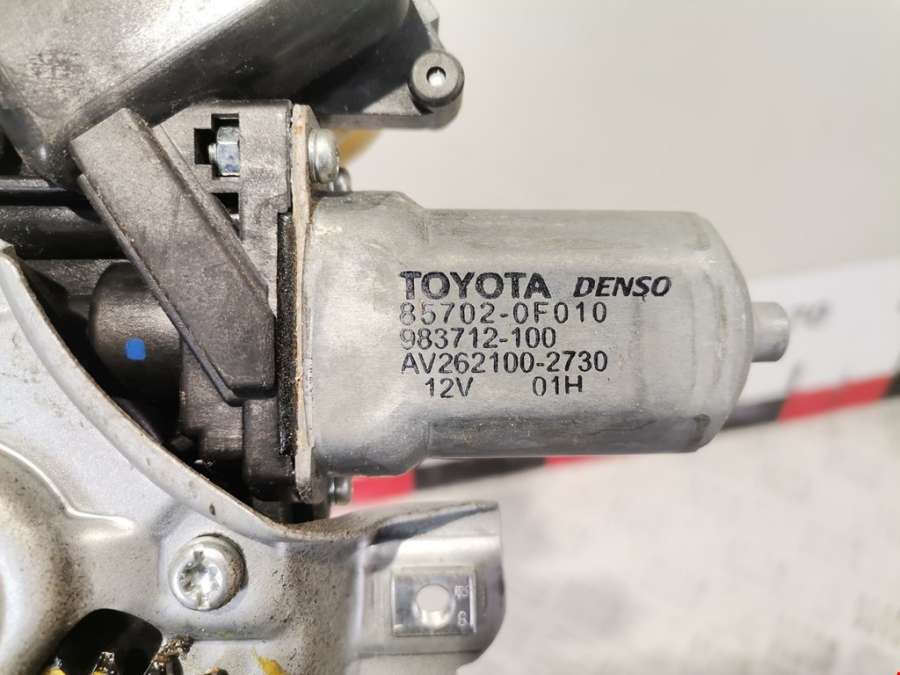 TOYOTA DENSO
85702-0F010
983712-100
AV262100-2730
12V 01H